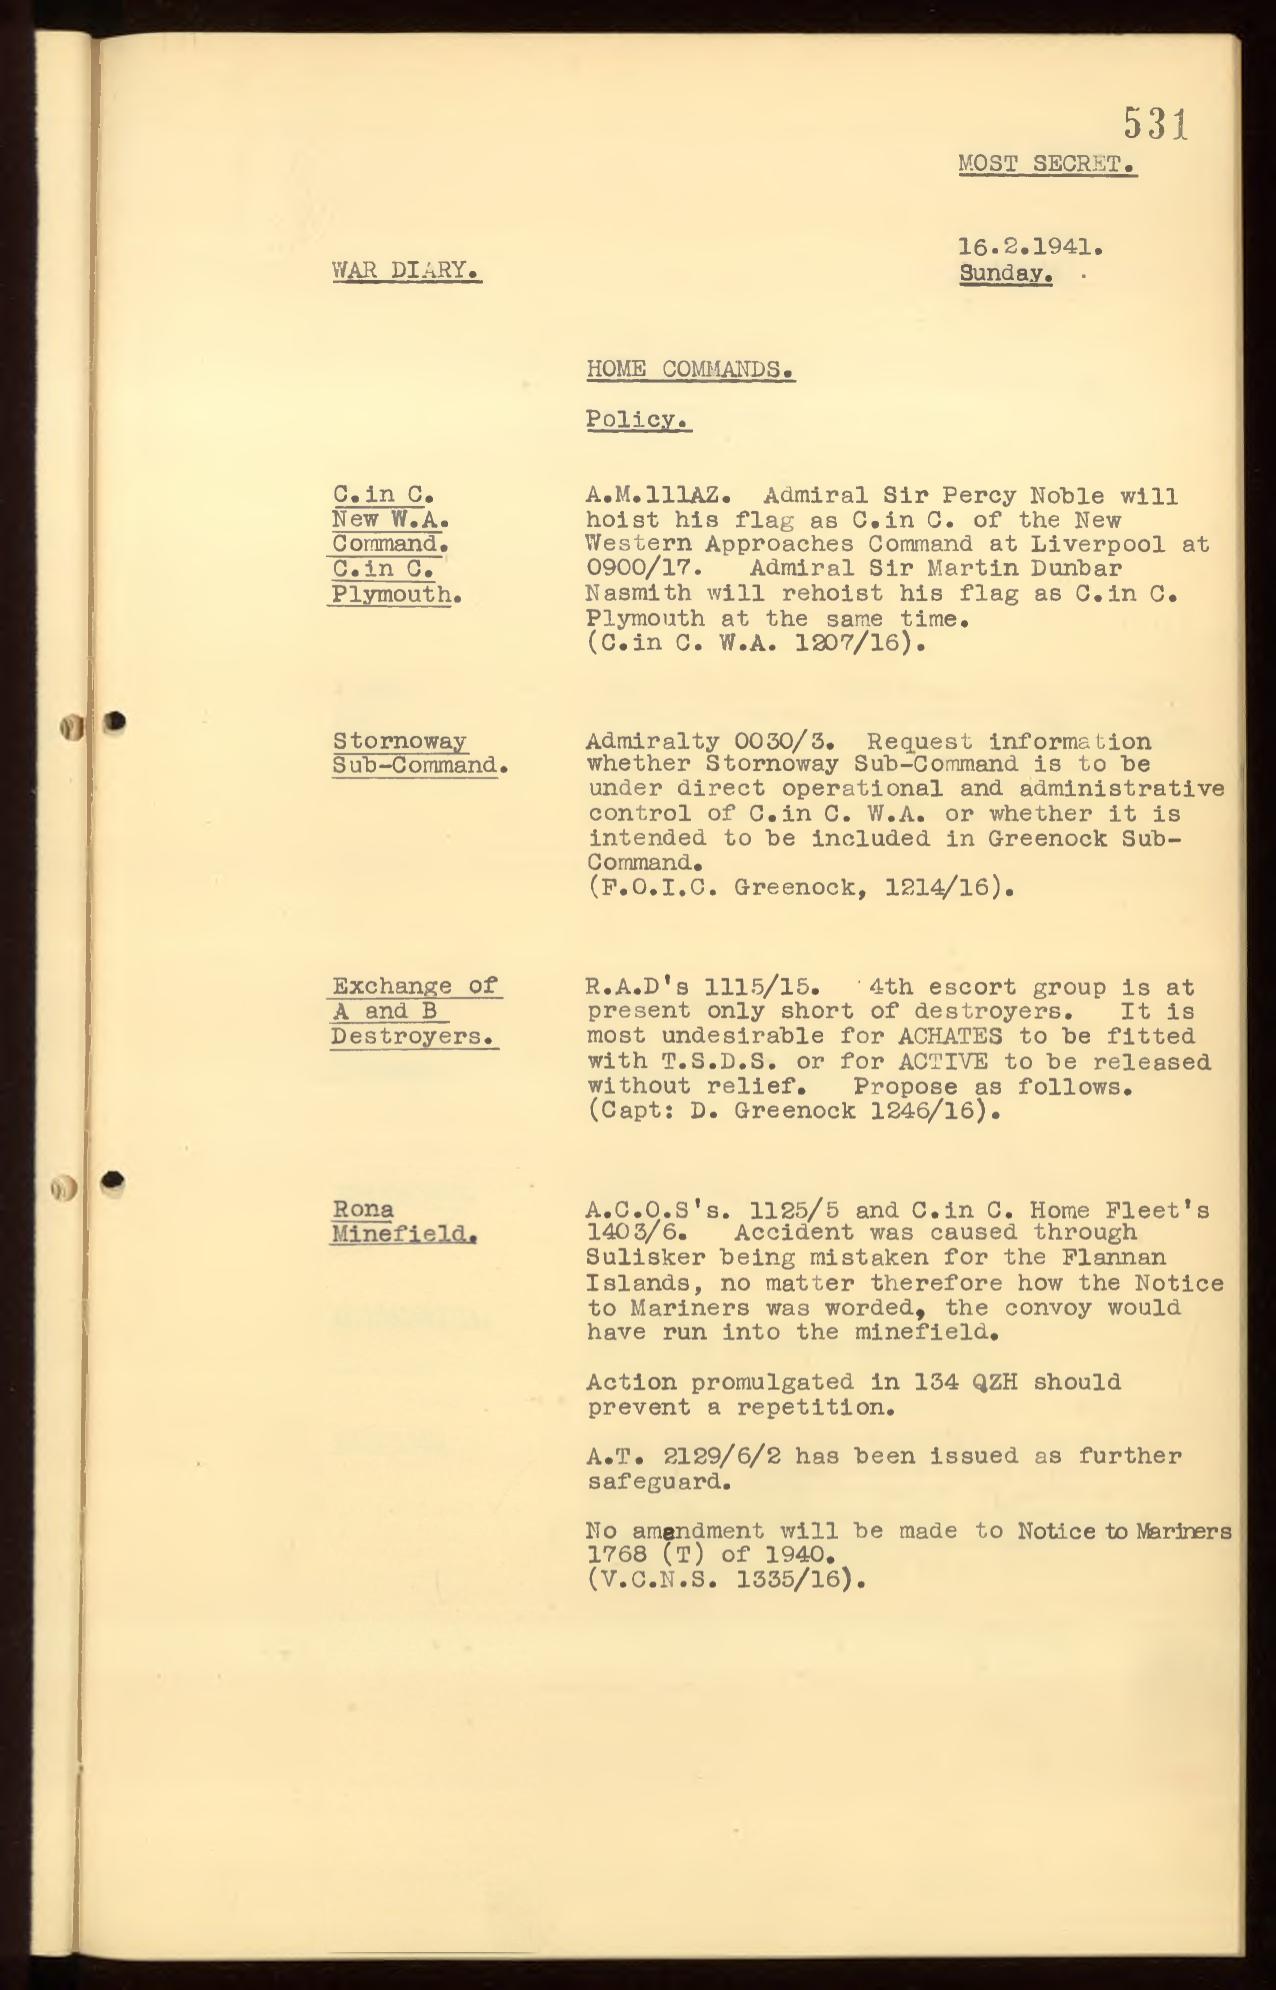 531
MOST SECRET.
16.2.1941.
WAR DIARY.
Sunday.
HOME COMMANDS.
Policy.
C.in C.
New W.A.
Command.
C.in C.
Plymouth.
A.M.111AZ. Admiral Sir Percy Noble will
hoist his flag as C.in C. of the New
Western Approaches Command at Liverpool at
0900/17. Admiral Sir Martin Dunbar
Nasmith will rehoist his flag as C.in C.
Plymouth at the same time.
(C.in C. W.A. 1207/16).
Stornoway
Sub-Command.
Admiralty 0030/3. Request information
whether Stornoway Sub-Command is to be
under direct operational and administrative
control of C.in C. W.A. or whether it is
intended to be included in Greenock Sub-
Command.
(F.O.I.C. Greenock, 1214/16).
Exchange of
A and B
Destroyers.
R.A.D's 1115/15. 4th escort group is at
present only short of destroyers. It is
most undesirable for ACHATES to be fitted
with T.S.D.S. or for ACTIVE to be released
without relief. Propose as follows.
(Capt: D. Greenock 1246/16).
Rona
Minefield.
A.C.O.S's. 1125/5 and C.in C. Home Fleet's
1403/6. Accident was caused through
Sulisker being mistaken for the Flannan
Islands, no matter therefore how the Notice
to Mariners was worded, the convoy would
have run into the minefield.
Action promulgated in 134 QZH should
prevent a repetition.
A.T. 2129/6/2 has been issued as further
safeguard.
No amendment will be made to Notice to Mariners
1768 (T) of 1940.
(V.C.N.S. 1335/16).